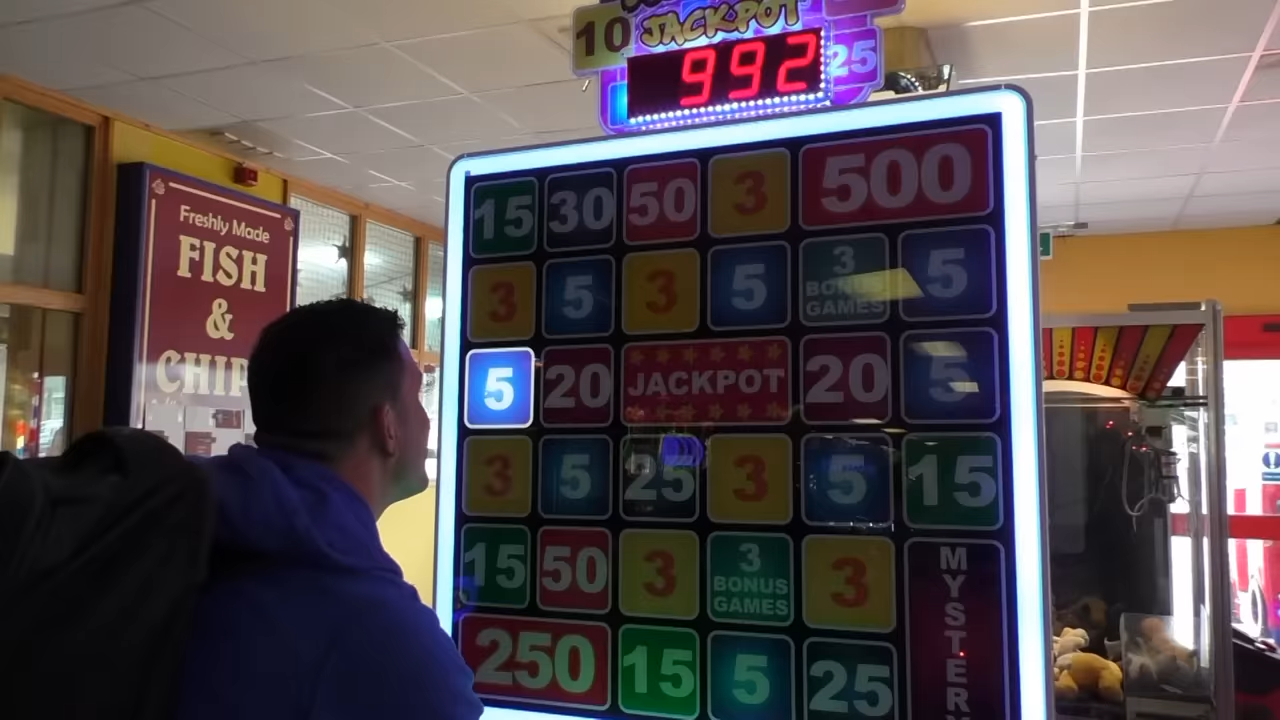 10
JACKPOT
992
25
15 30 50 3 500
3 5 3 5 3
BONUS
GAMES
5
5 20 JACKPOT 20 5
3 5 25 3 5 15
15 50 3 3
BONUS
GAMES
3
MYSTERY
250 15 5 25
Freshly Made
FISH
&
CHIP